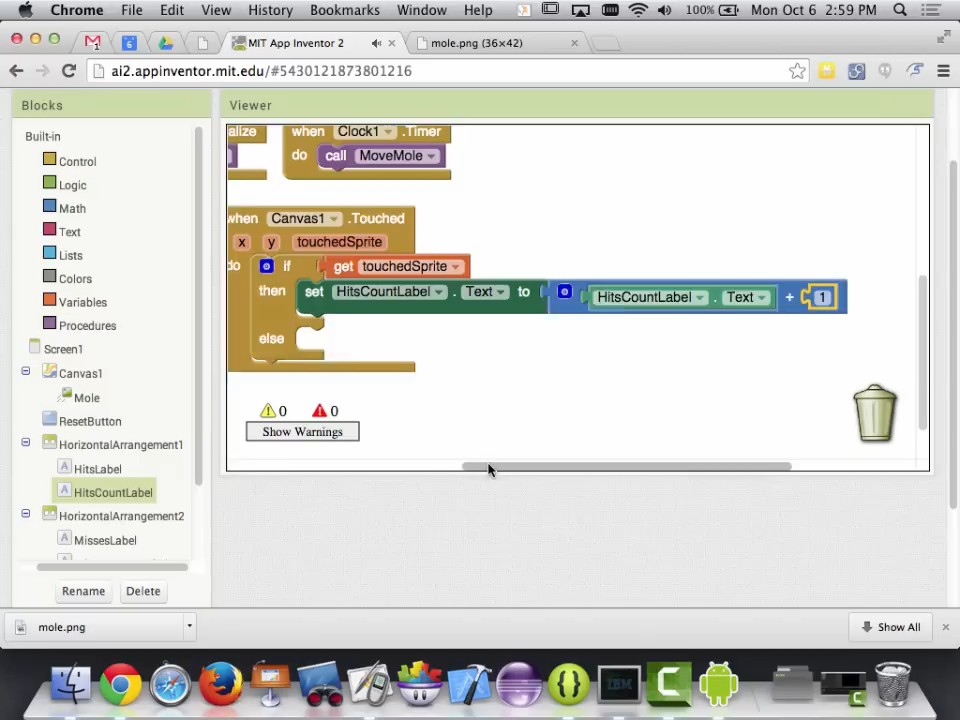 Chrome File Edit View History Bookmarks Window Help 100% Mon Oct 6 2:59 PM
MIT App Inventor 2 mole.png (36×42)
ai2.appinventor.mit.edu/#5430121873801216
Blocks
Viewer
Built-in
Control
Logic
Math
Text
Lists
Colors
Variables
Procedures
Screen1
Canvas1
Mole
ResetButton
HorizontalArrangement1
HitsLabel
HitsCountLabel
HorizontalArrangement2
MissesLabel
Rename Delete
alize when Clock1 .Timer
do call MoveMole
when Canvas1 .Touched
x y touchedSprite
do if get touchedSprite
then set HitsCountLabel . Text to HitsCountLabel . Text + 1
else
0 0
Show Warnings
mole.png
Show All
IBM
C
C